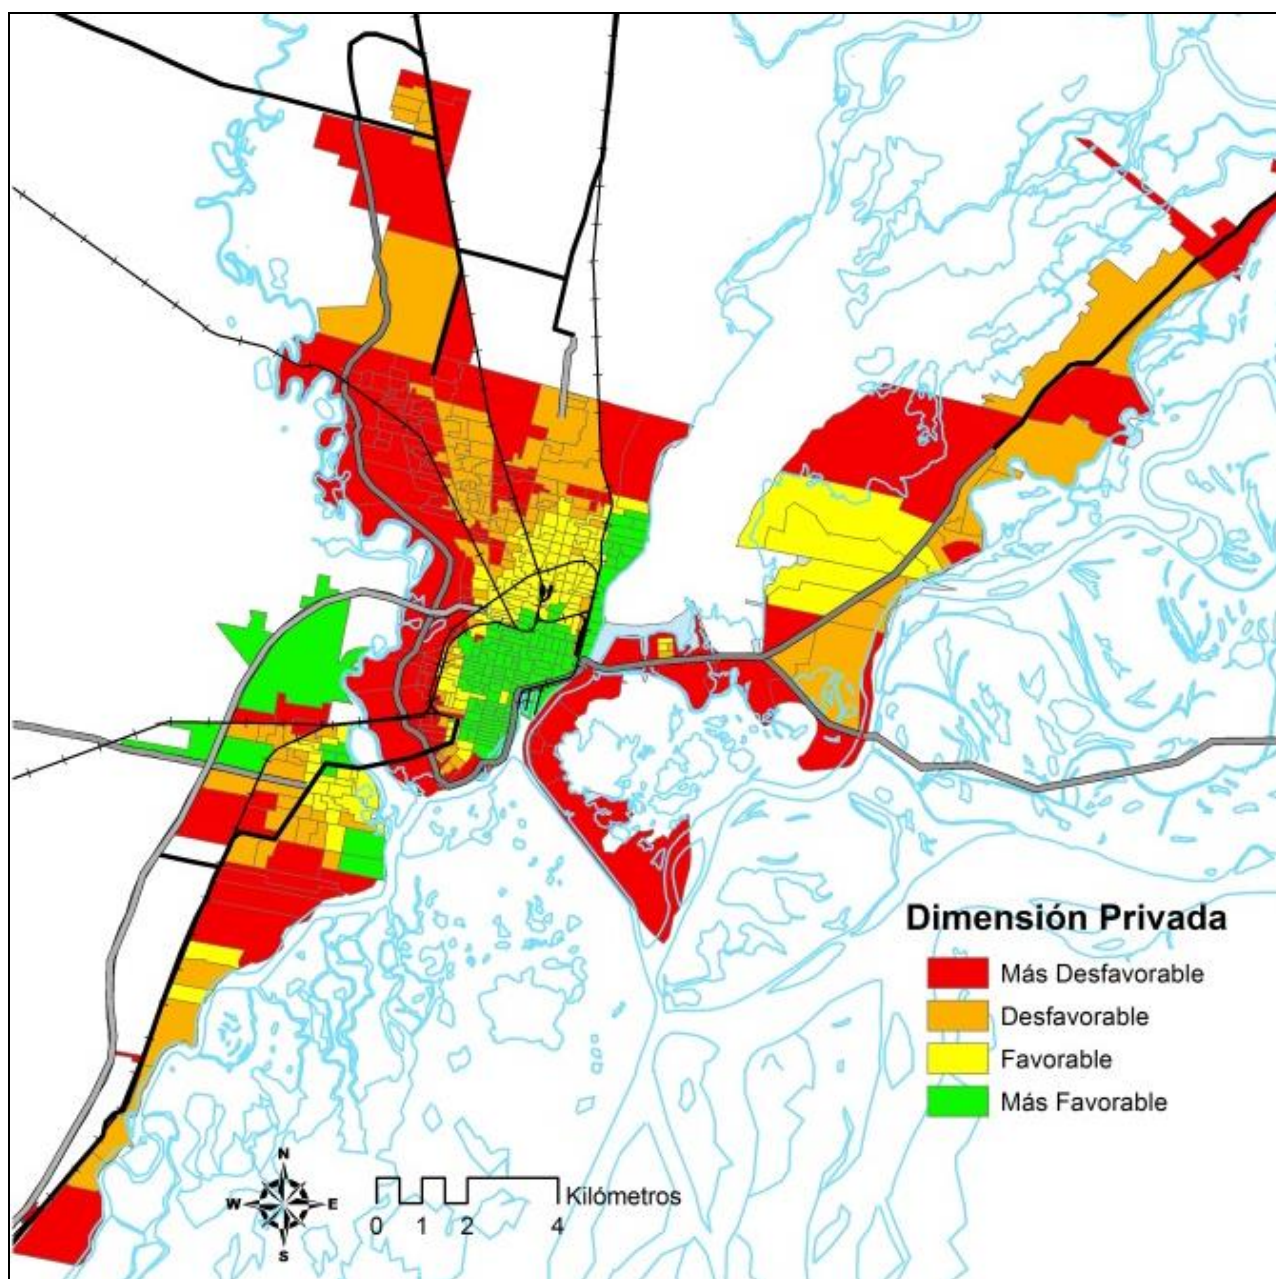 Dimensión Privada
Más Desfavorable
Desfavorable
Favorable
Más Favorable
N
W E
S
Kilómetros
0 1 2 4